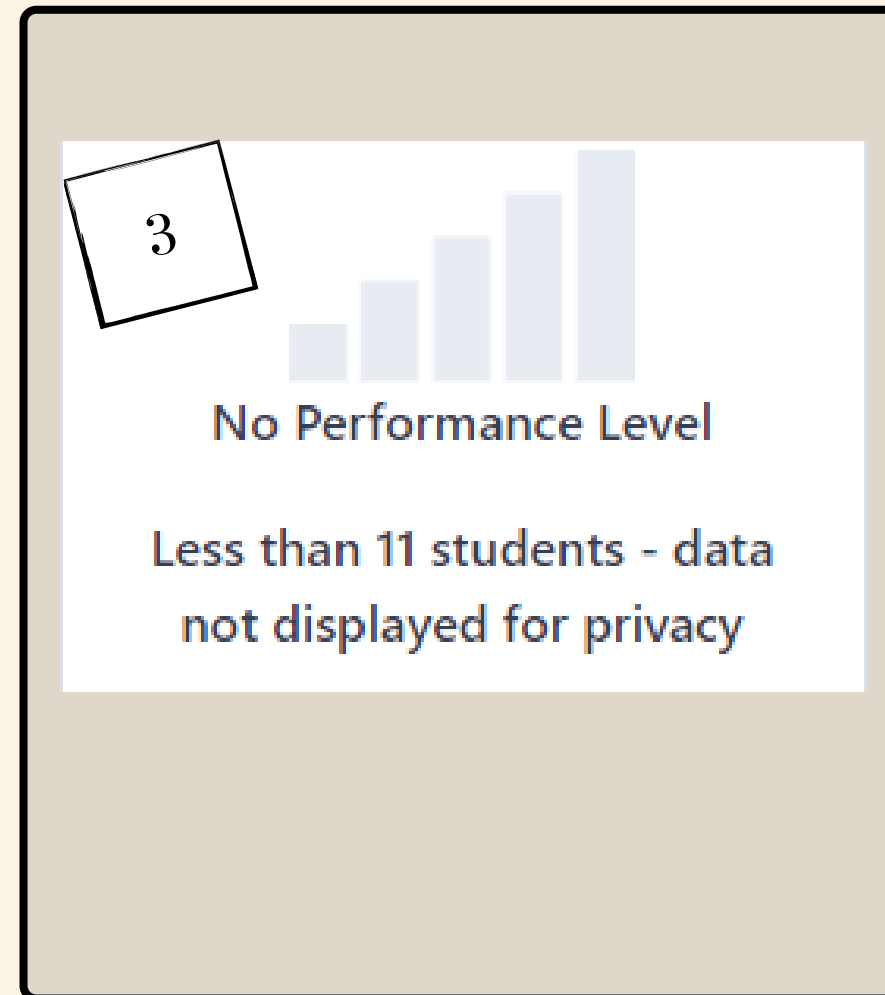 3
No Performance Level
Less than 11 students - data
not displayed for privacy